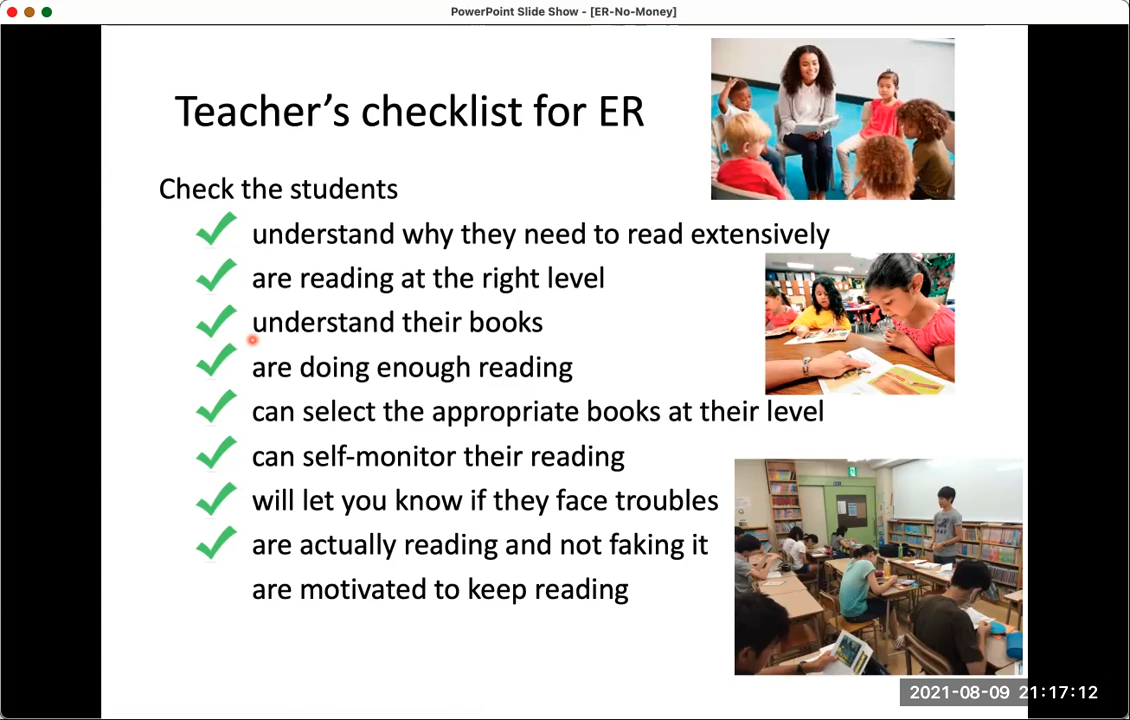 PowerPoint Slide Show - [ER-No-Money]
Teacher's checklist for ER
Check the students
understand why they need to read extensively
are reading at the right level
understand their books
are doing enough reading
can select the appropriate books at their level
can self-monitor their reading
will let you know if they face troubles
are actually reading and not faking it
are motivated to keep reading
2021-08-09 21:17:12